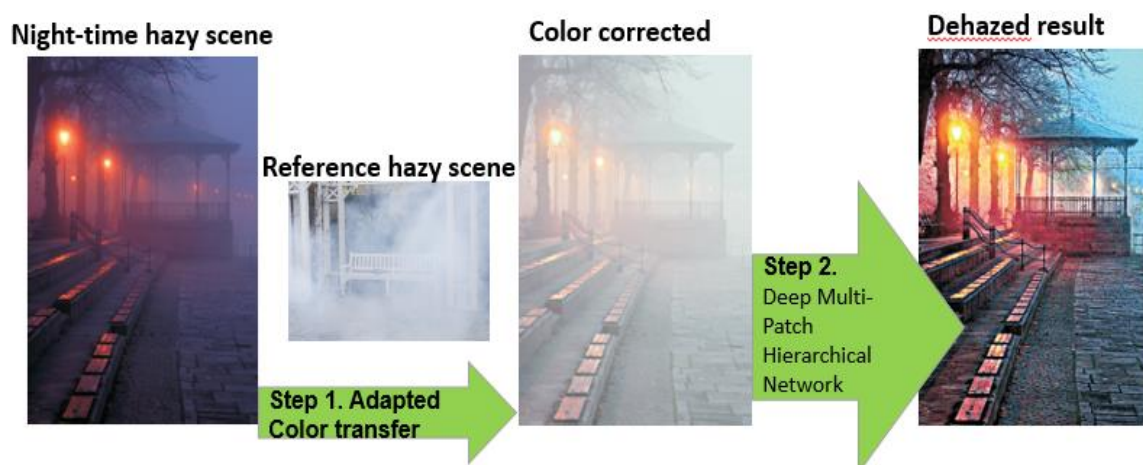 Night-time hazy scene
Reference hazy scene
Step 1. Adapted
Color transfer
Color corrected
Step 2.
Deep Multi-
Patch
Hierarchical
Network
Dehazed result